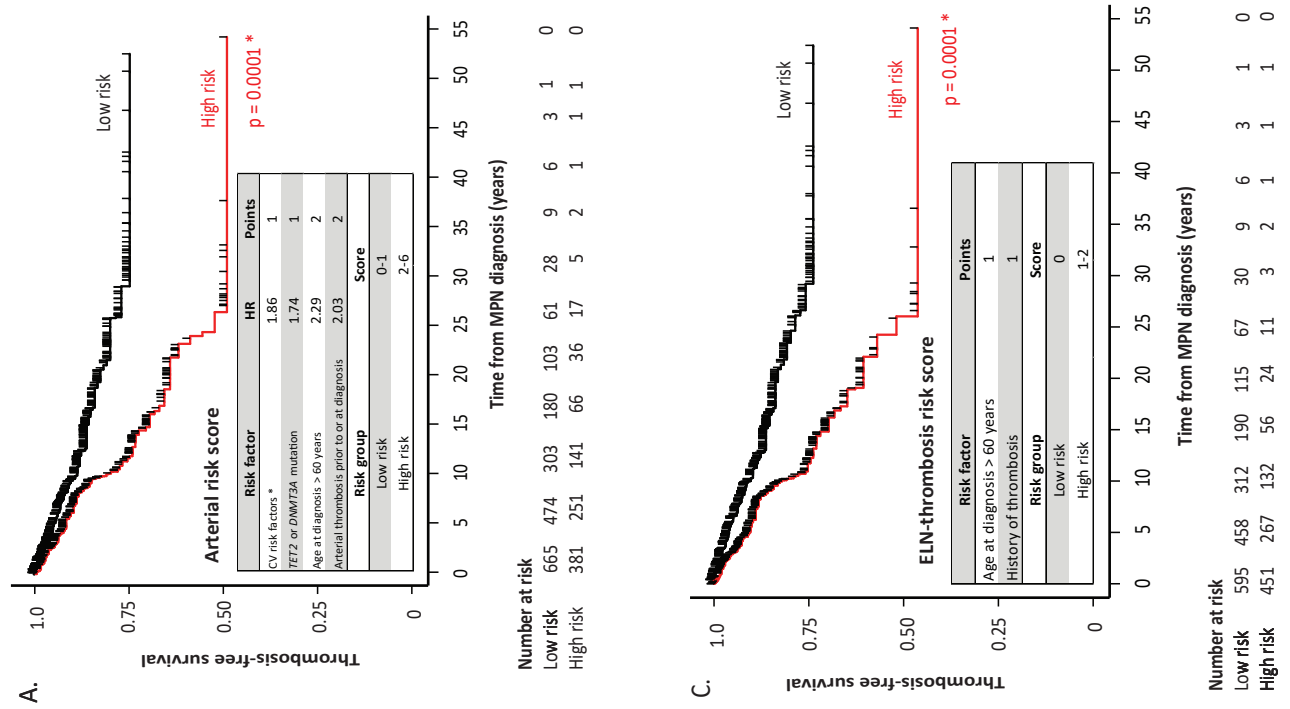 A.
Thrombosis-free survival
1.0
0.75
0.50
0.25
0
Low risk
High risk
p = 0.0001 *
Arterial risk score
Risk factor HR Points
CV risk factors * 1.86 1
TET2 or DNMT3A mutation 1.74 1
Age at diagnosis > 60 years 2.29 2
Arterial thrombosis prior to or at diagnosis 2.03 2
Risk group Score
Low risk 0-1
High risk 2-6
0 5 10 15 20 25 30 35 40 45 50 55
Time from MPN diagnosis (years)
Number at risk
Low risk 665 474 303 180 103 61 28 9 6 3 1 0
High risk 381 251 141 66 36 17 5 2 1 1 1 0
C.
Thrombosis-free survival
1.0
0.75
0.50
0.25
0
Low risk
High risk
p = 0.0001 *
ELN-thrombosis risk score
Risk factor Points
Age at diagnosis > 60 years 1
History of thrombosis 1
Risk group Score
Low risk 0
High risk 1-2
0 5 10 15 20 25 30 35 40 45 50 55
Time from MPN diagnosis (years)
Number at risk
Low risk 595 458 312 190 115 67 30 9 6 3 1 0
High risk 451 267 132 56 24 11 3 2 1 1 1 0